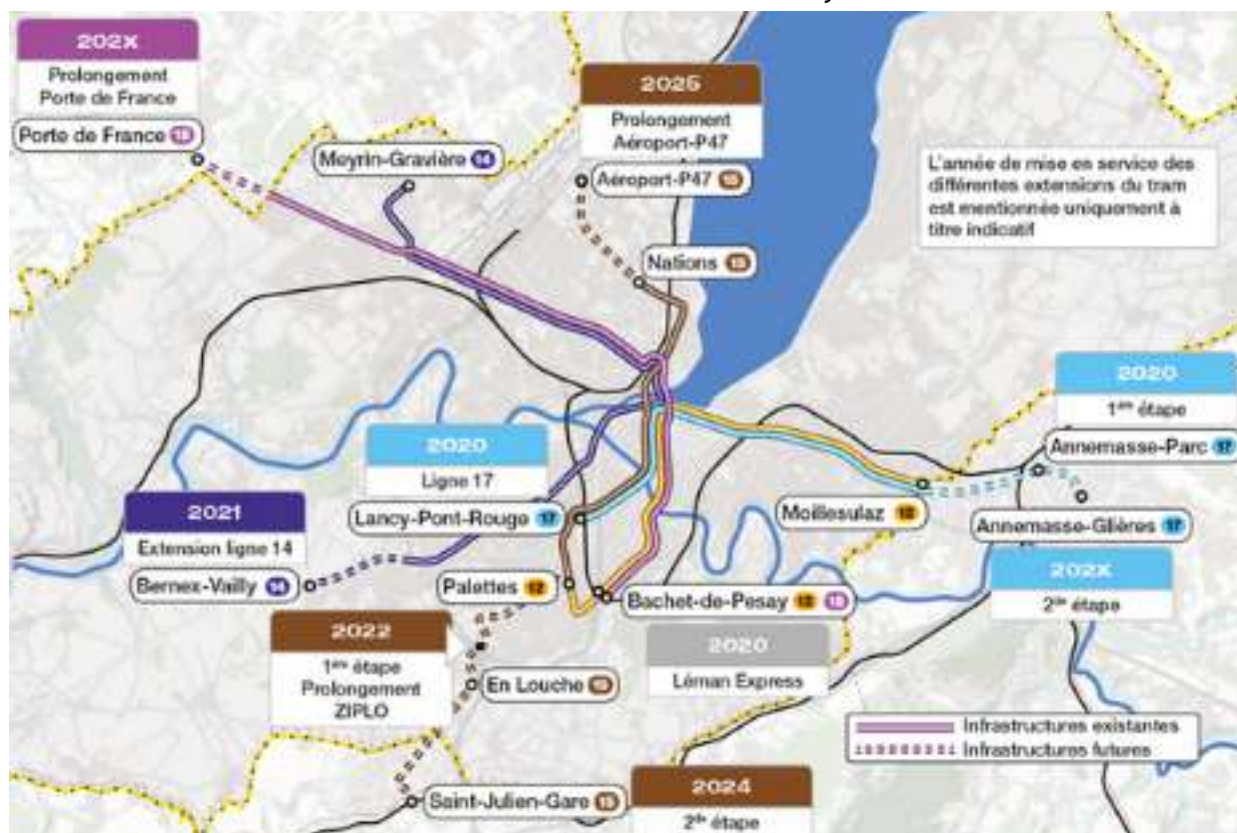 202X
Prolongement
Porte de France
Porte de France 18
Meyrin-Gravière 14
2025
Prolongement
Aéroport-P47
Aéroport-P47 15
Nations 15
L'année de mise en service des
différentes extensions du tram
est mentionnée uniquement à
titre indicatif
2020
1ère étape
Annemasse-Parc 17
2020
Ligne 17
Lancy-Pont-Rouge 17
Moillesulaz
Annemasse-Glières 17
202X
2de étape
2021
Extension ligne 14
Bernex-Vailly 14
Palettes 12
Bachet-de-Pesay 12 18
2022
1ère étape
Prolongement
ZIPLO
En Louche 15
2020
Léman Express
Infrastructures existantes
Infrastructures futures
Saint-Julien-Gare 15
2024
2de étape